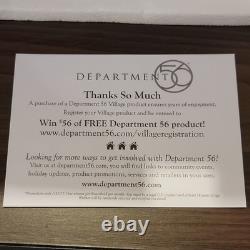 DEPARTMENT 56
Thanks So Much
A purchase of a Department 56 Village product ensures years of enjoyment.
Register your Village product and be entered to
Win $56 of FREE Department 56 product!
www.department56.com/villageregistration
Looking for more ways to get involved with Department 56?
Visit us at www.department56.com for links to community events,
holiday updates, product promotions, services and retailers in your area.
www.department56.com